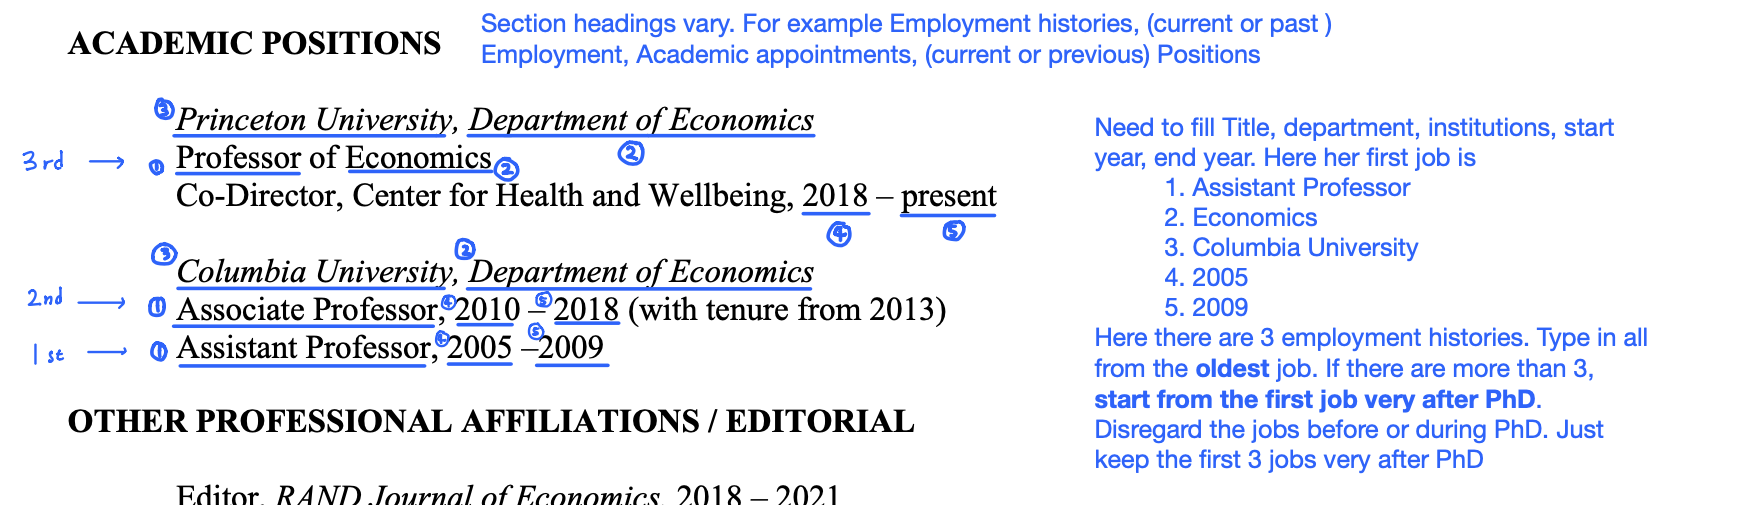 ACADEMIC POSITIONS
Section headings vary. For example Employment histories, (current or past )
Employment, Academic appointments, (current or previous) Positions
③ Princeton University, Department of Economics
3rd → ① Professor of Economics ② ②
Co-Director, Center for Health and Wellbeing, 2018 – present
④ ⑤
③ ②
Columbia University, Department of Economics
2nd → ① Associate Professor, ④ 2010 – ⑤ 2018 (with tenure from 2013)
1st → ① Assistant Professor, ④ 2005 – ⑤ 2009
OTHER PROFESSIONAL AFFILIATIONS / EDITORIAL
Editor, RAND Journal of Economics, 2018 – 2021
Need to fill Title, department, institutions, start
year, end year. Here her first job is
1. Assistant Professor
2. Economics
3. Columbia University
4. 2005
5. 2009
Here there are 3 employment histories. Type in all
from the oldest job. If there are more than 3,
start from the first job very after PhD.
Disregard the jobs before or during PhD. Just
keep the first 3 jobs very after PhD